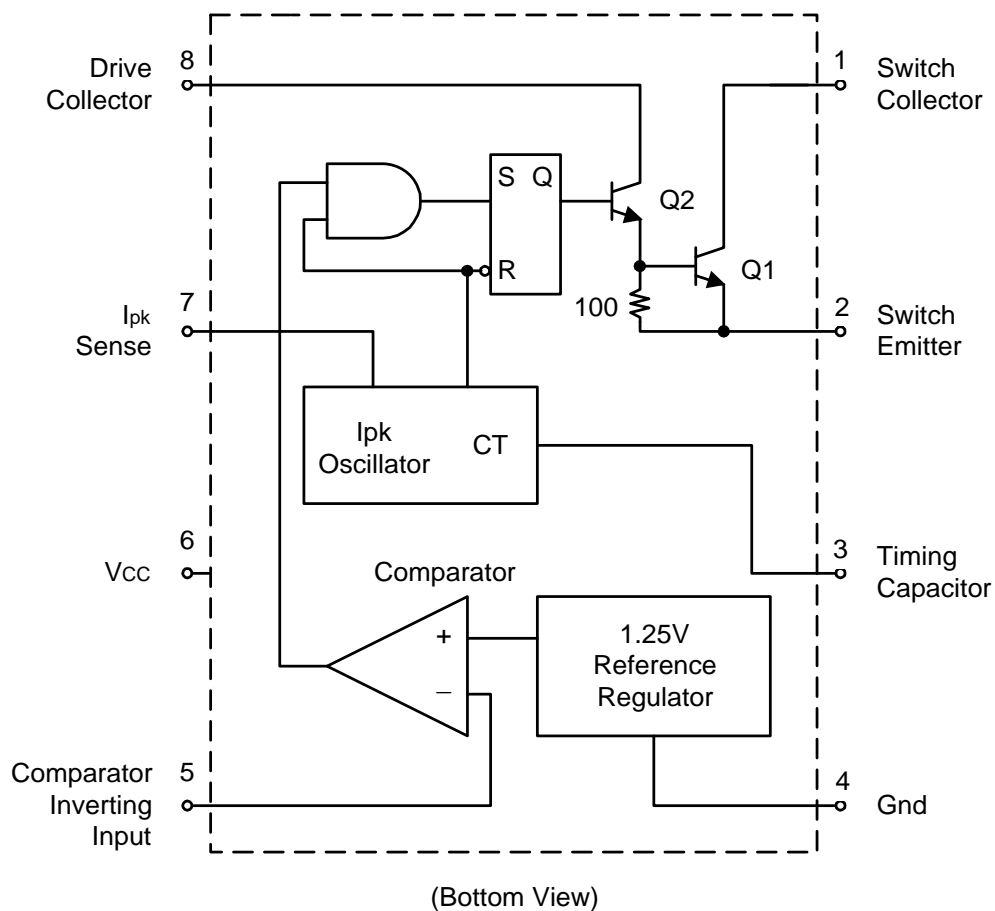 Drive
Collector
8
1
Switch
Collector
S Q
Q2
R
Q1
100
7
Ipk
Sense
2
Switch
Emitter
Ipk
Oscillator
CT
6
VCC
3
Timing
Capacitor
Comparator
+
−
1.25V
Reference
Regulator
5
Comparator
Inverting
Input
4
Gnd
(Bottom View)